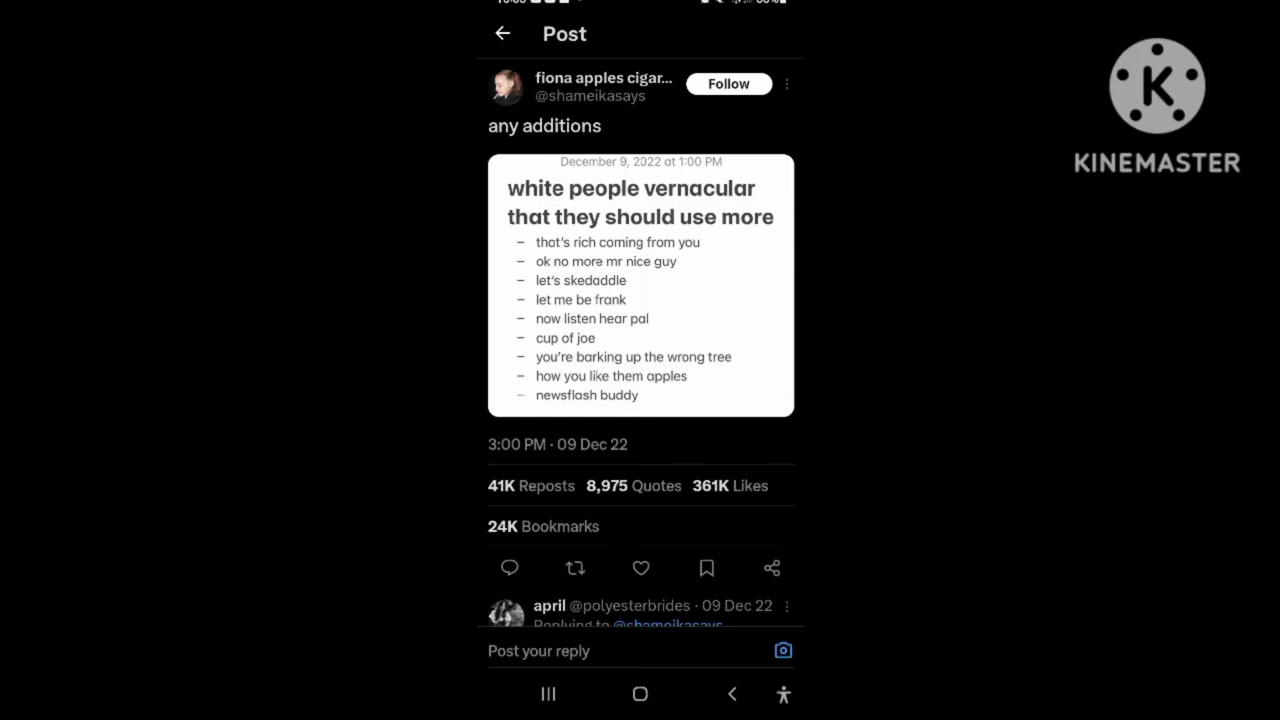 Post
fiona apples cigar...
@shameikasays
Follow
any additions
December 9, 2022 at 1:00 PM
white people vernacular
that they should use more
– that's rich coming from you
– ok no more mr nice guy
– let's skedaddle
– let me be frank
– now listen hear pal
– cup of joe
– you're barking up the wrong tree
– how you like them apples
– newsflash buddy
3:00 PM · 09 Dec 22
41K Reposts 8,975 Quotes 361K Likes
24K Bookmarks
april @polyesterbrides · 09 Dec 22
Replying to @shameikasays
Post your reply
K
KINEMASTER